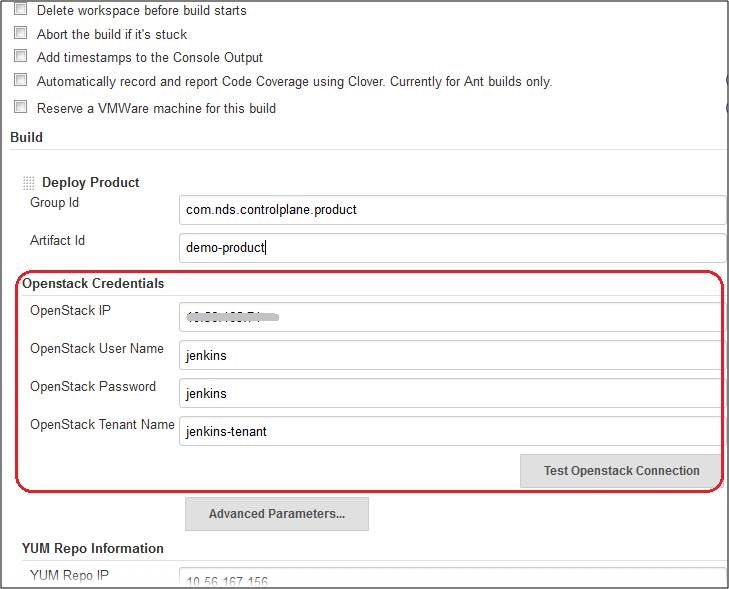 Delete workspace before build starts
Abort the build if it's stuck
Add timestamps to the Console Output
Automatically record and report Code Coverage using Clover. Currently for Ant builds only.
Reserve a VMWare machine for this build
Build
Deploy Product
Group Id
com.nds.controlplane.product
Artifact Id
demo-product
Openstack Credentials
OpenStack IP
OpenStack User Name
jenkins
OpenStack Password
jenkins
OpenStack Tenant Name
jenkins-tenant
Test Openstack Connection
Advanced Parameters...
YUM Repo Information
YUM Repo IP
10.56.167.156